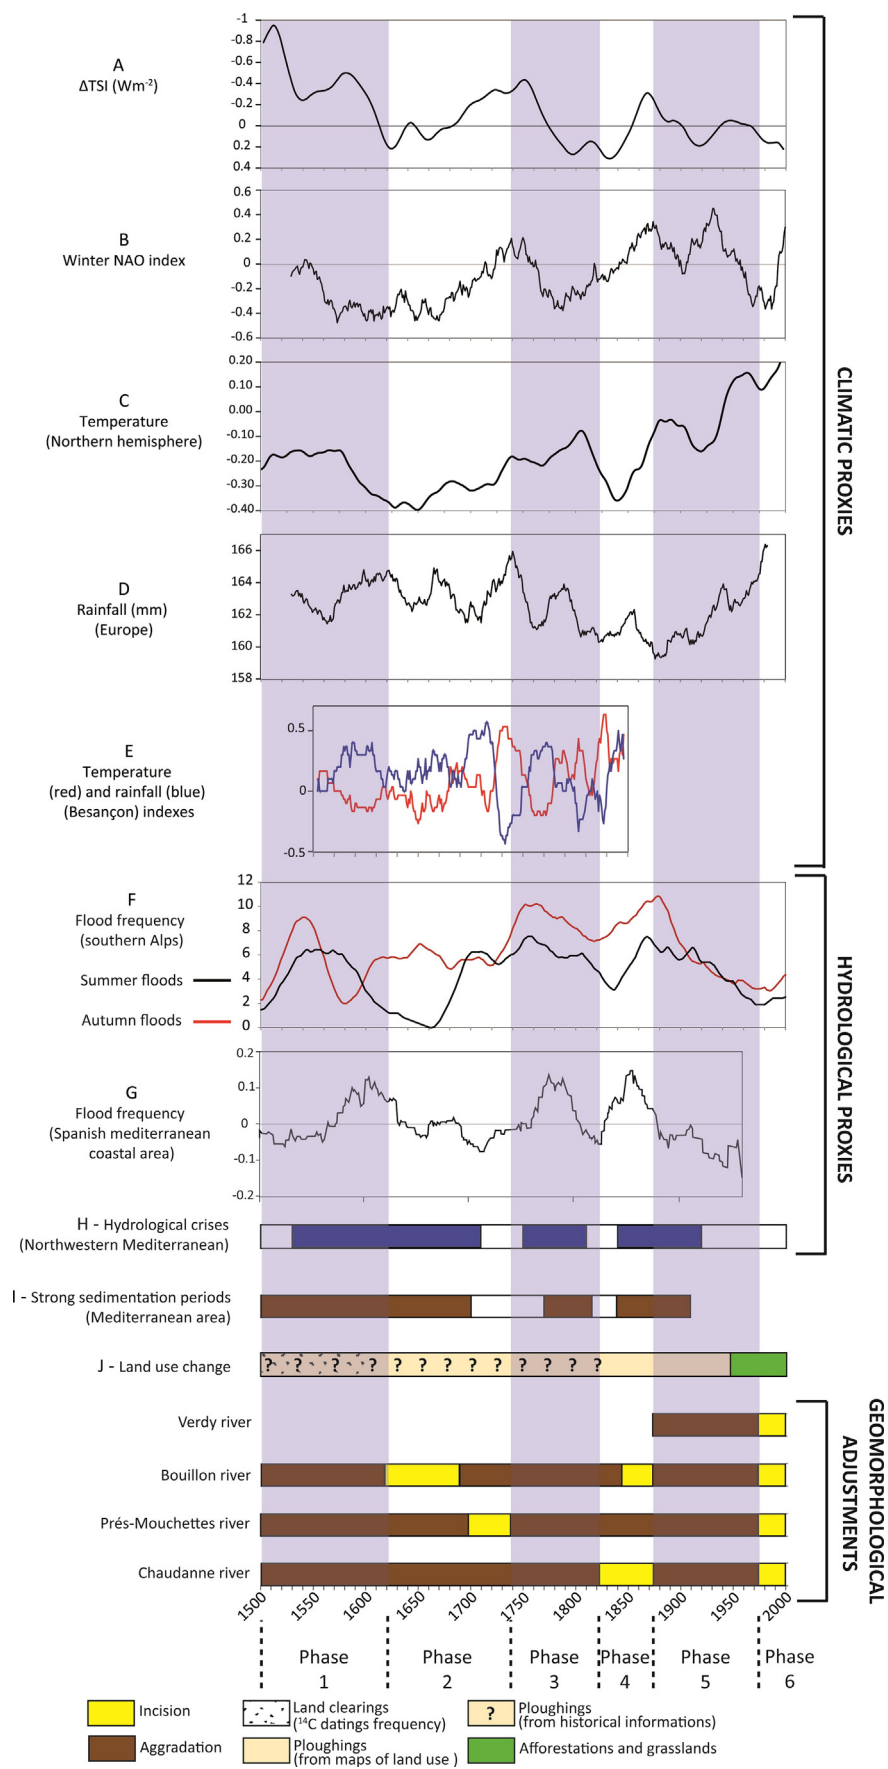 A
ΔTSI (Wm-2)
-1
-0.8
-0.6
-0.4
-0.2
0
0.2
0.4
B
Winter NAO index
0.6
0.4
0.2
0
-0.2
-0.4
-0.6
C
Temperature
(Northern hemisphere)
0.20
0.10
0.00
-0.10
-0.20
-0.30
-0.40
D
Rainfall (mm)
(Europe)
166
164
162
160
158
E
Temperature
(red) and rainfall (blue)
(Besançon) indexes
0.5
0
-0.5
CLIMATIC PROXIES
F
Flood frequency
(southern Alps)
Summer floods
Autumn floods
12
10
8
6
4
2
0
G
Flood frequency
(Spanish mediterranean
coastal area)
0.2
0.1
0
-0.1
-0.2
H - Hydrological crises
(Northwestern Mediterranean)
HYDROLOGICAL PROXIES
I - Strong sedimentation periods
(Mediterranean area)
J - Land use change
? ? ? ? ? ? ? ? ? ? ? ? ? ?
Verdy river
Bouillon river
Prés-Mouchettes river
Chaudanne river
GEOMORPHOLOGICAL
ADJUSTMENTS
1500 1550 1600 1650 1700 1750 1800 1850 1900 1950 2000
Phase Phase Phase Phase Phase Phase
1 2 3 4 5 6
Incision
Aggradation
Land clearings
(14C datings frequency)
Ploughings
(from maps of land use )
?
Ploughings
(from historical informations)
Afforestations and grasslands